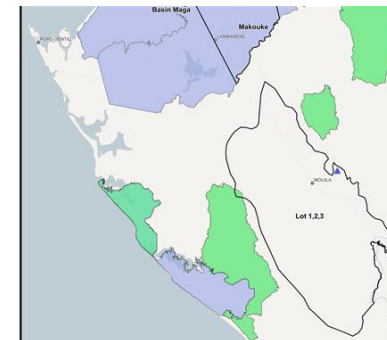 Basin Maga
Makouke
LAMBARENE
PORT-GENTIL
MOUILA
Lot 1,2,3